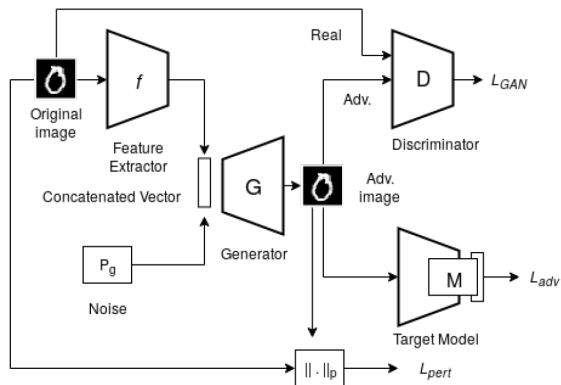 Real
f
D
L_GAN
Original
image
Adv.
Feature
Extractor
Discriminator
Concatenated Vector
G
Adv.
image
P_g
Generator
Noise
M
L_adv
Target Model
|| · ||_p
L_pert